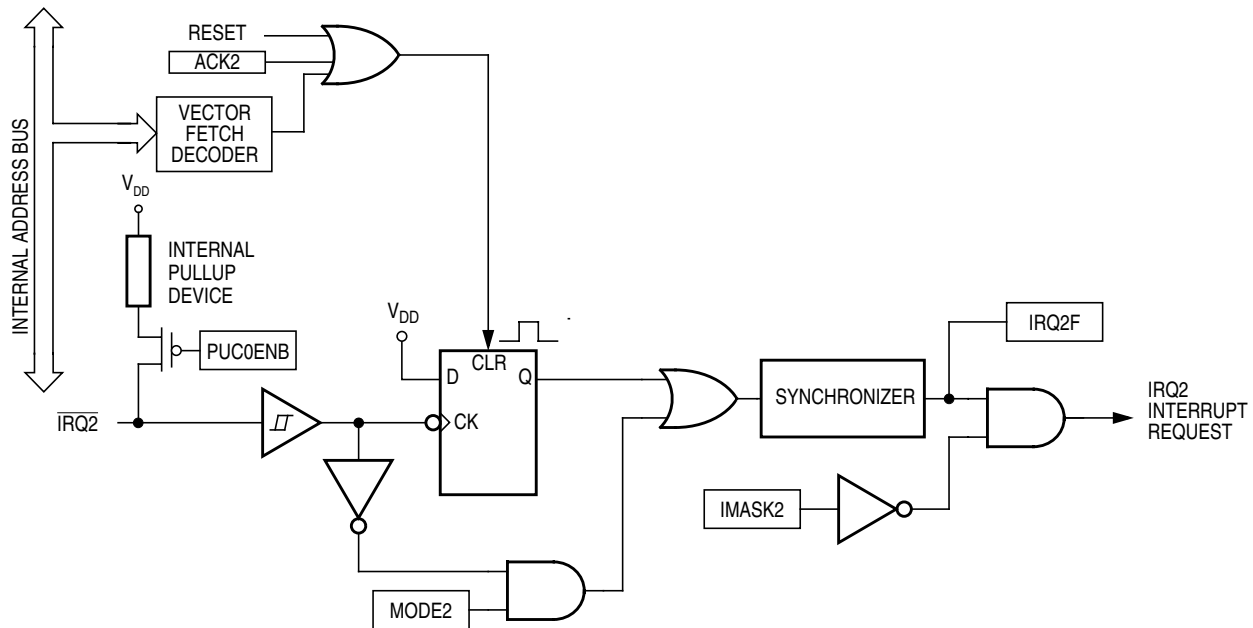 INTERNAL ADDRESS BUS
RESET
ACK2
VECTOR
FETCH
DECODER
VDD
INTERNAL
PULLUP
DEVICE
PUC0ENB
IRQ2
VDD
D
CLR
Q
CK
SYNCHRONIZER
IRQ2F
IRQ2
INTERRUPT
REQUEST
IMASK2
MODE2